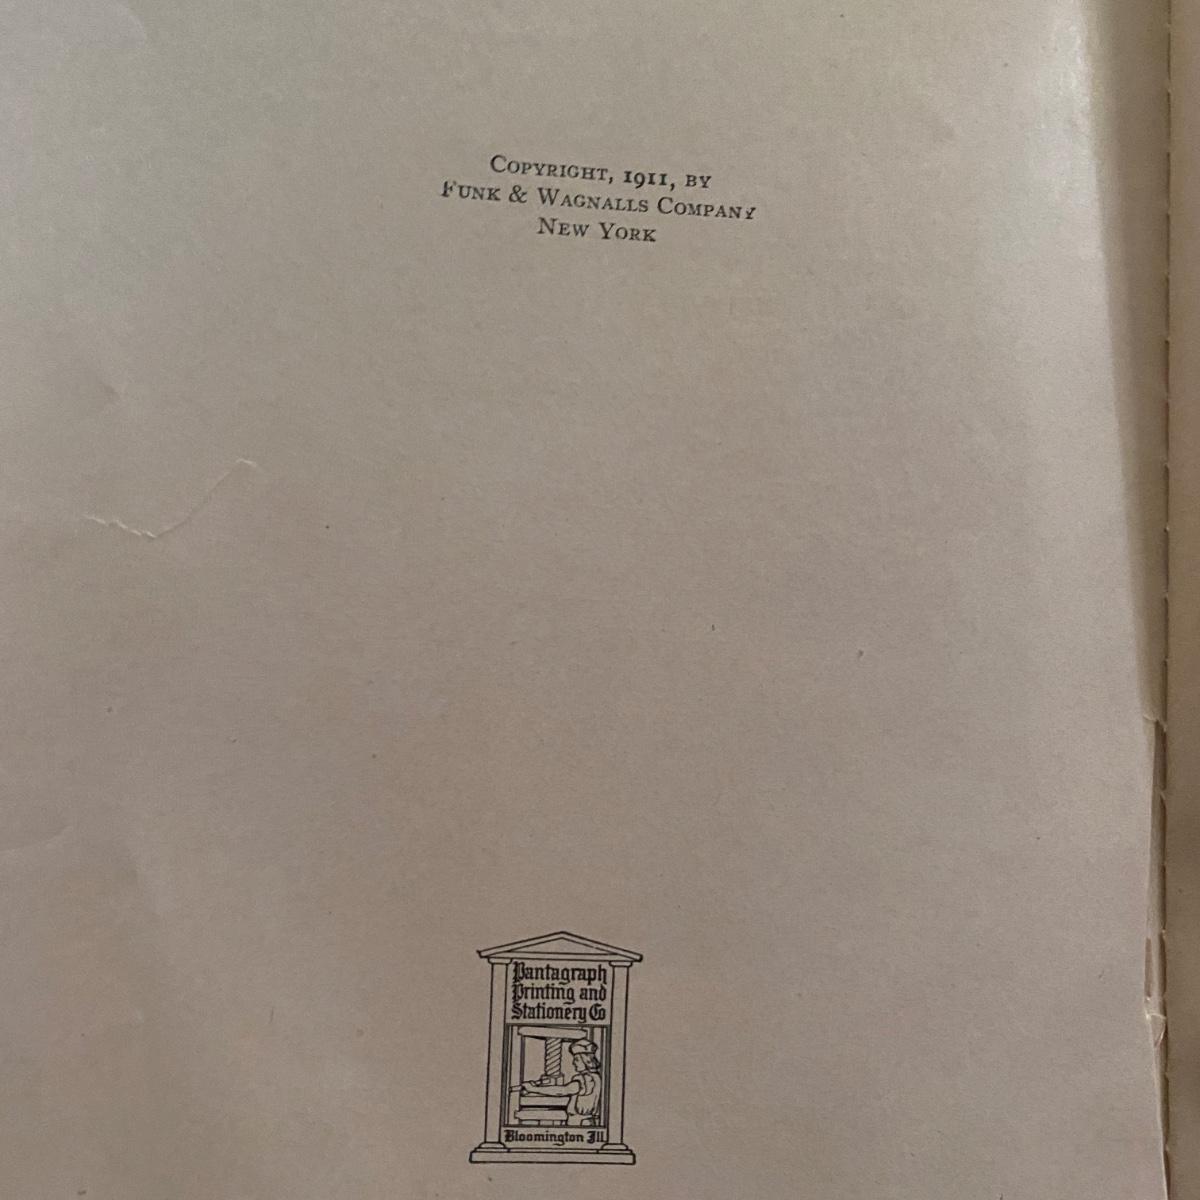 COPYRIGHT, 1911, BY
FUNK & WAGNALLS COMPANY
NEW YORK
Pantagraph
Printing and
Stationery Co
Bloomington Ill.